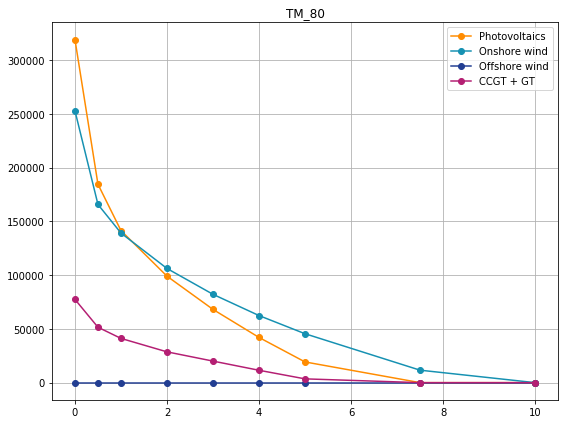 TM_80
Photovoltaics
Onshore wind
Offshore wind
CCGT + GT
300000
250000
200000
150000
100000
50000
0
0 2 4 6 8 10